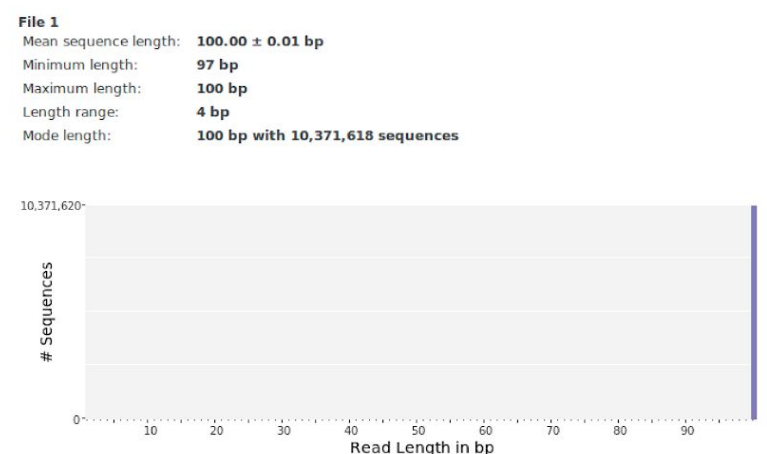 File 1
Mean sequence length: 100.00 ± 0.01 bp
Minimum length: 97 bp
Maximum length: 100 bp
Length range: 4 bp
Mode length: 100 bp with 10,371,618 sequences
10,371,620
# Sequences
0
10 20 30 40 50 60 70 80 90
Read Length in bp